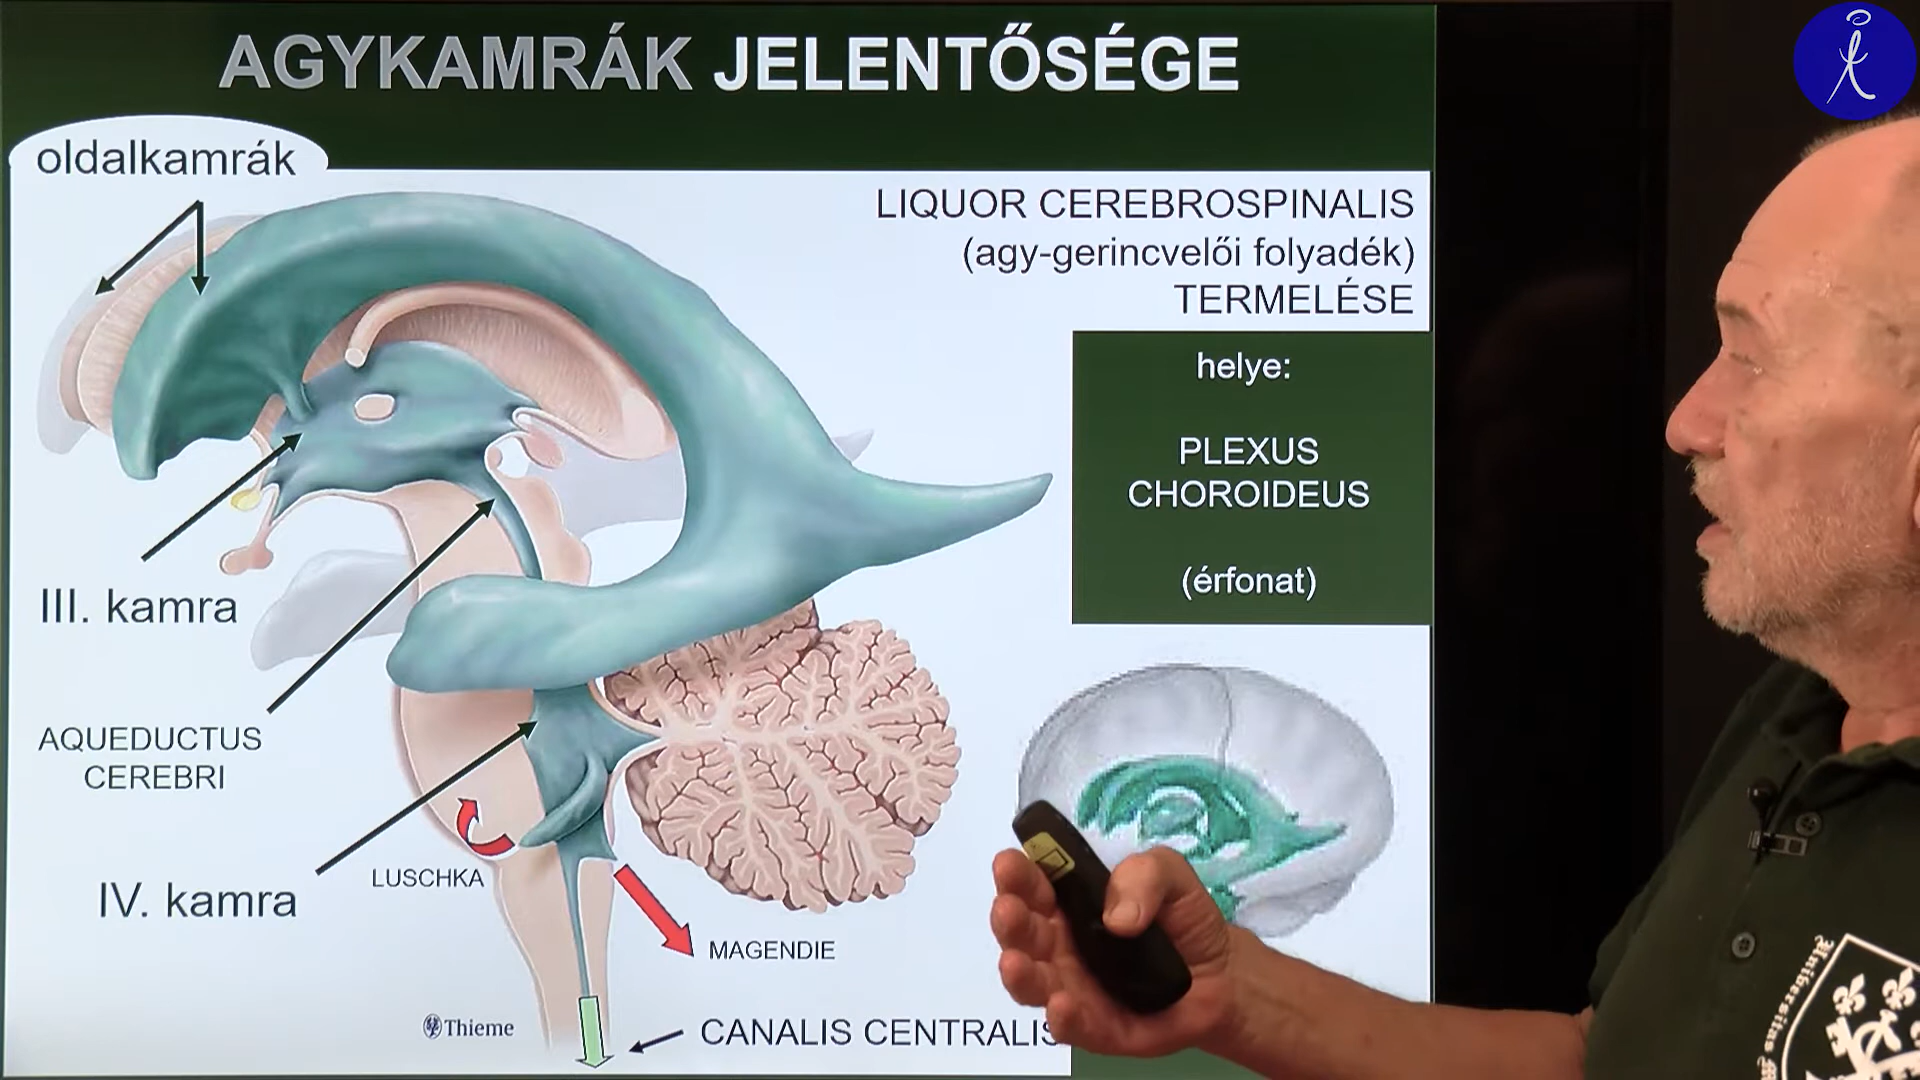 AGYKAMRÁK JELENTŐSÉGE
oldalkamrák
LIQUOR CEREBROSPINALIS
(agy-gerincvelői folyadék)
TERMELÉSE
helye:
PLEXUS
CHOROIDEUS
(érfonat)
III. kamra
AQUEDUCTUS
CEREBRI
IV. kamra
LUSCHKA
MAGENDIE
Thieme
CANALIS CENTRALIS